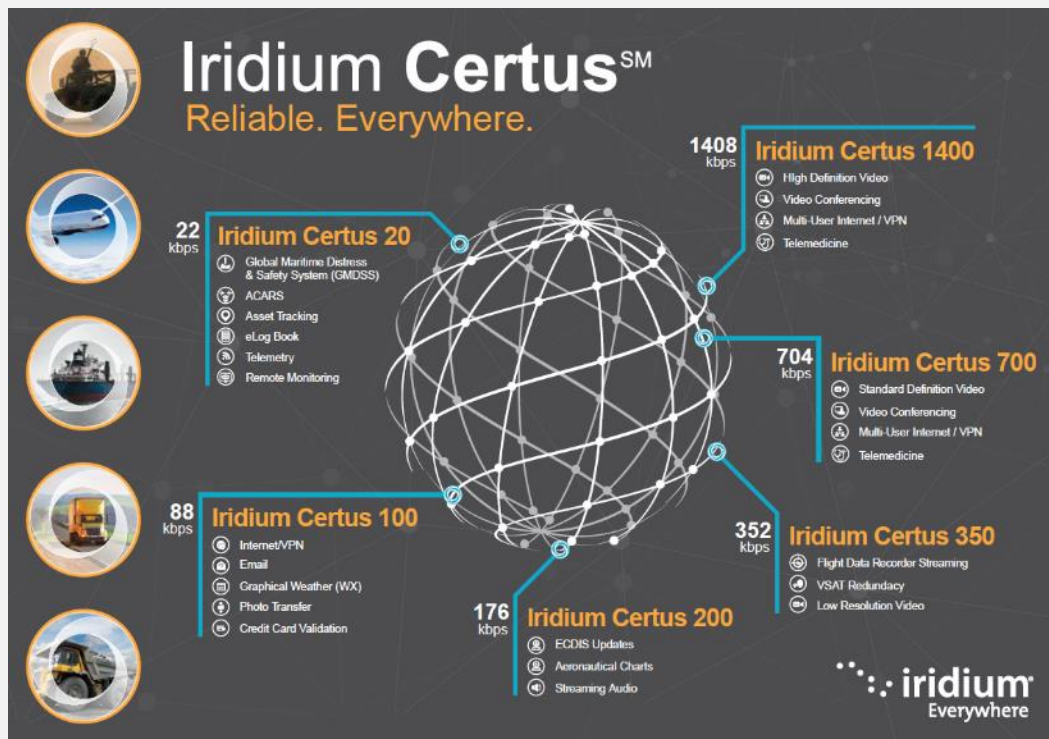 Iridium Certus℠
Reliable. Everywhere.
22
kbps
Iridium Certus 20
Global Maritime Distress
& Safety System (GMDSS)
ACARS
Asset Tracking
eLog Book
Telemetry
Remote Monitoring
1408
kbps
Iridium Certus 1400
High Definition Video
Video Conferencing
Multi-User Internet / VPN
Telemedicine
704
kbps
Iridium Certus 700
Standard Definition Video
Video Conferencing
Multi-User Internet / VPN
Telemedicine
88
kbps
Iridium Certus 100
Internet/VPN
Email
Graphical Weather (WX)
Photo Transfer
Credit Card Validation
176
kbps
Iridium Certus 200
ECDIS Updates
Aeronautical Charts
Streaming Audio
352
kbps
Iridium Certus 350
Flight Data Recorder Streaming
VSAT Redundancy
Low Resolution Video
iridium
Everywhere